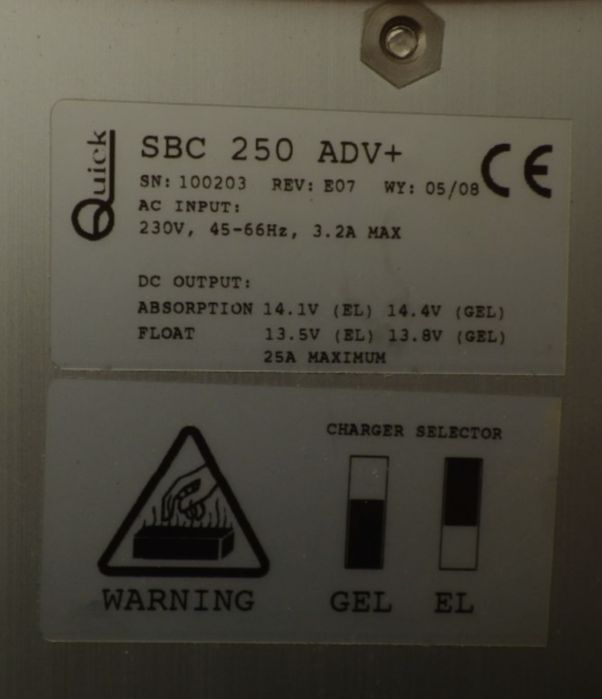 Quick
SBC 250 ADV+
CE
SN: 100203 REV: E07 WY: 05/08
AC INPUT:
230V, 45-66Hz, 3.2A MAX
DC OUTPUT:
ABSORPTION 14.1V (EL) 14.4V (GEL)
FLOAT 13.5V (EL) 13.8V (GEL)
25A MAXIMUM
CHARGER SELECTOR
WARNING GEL EL